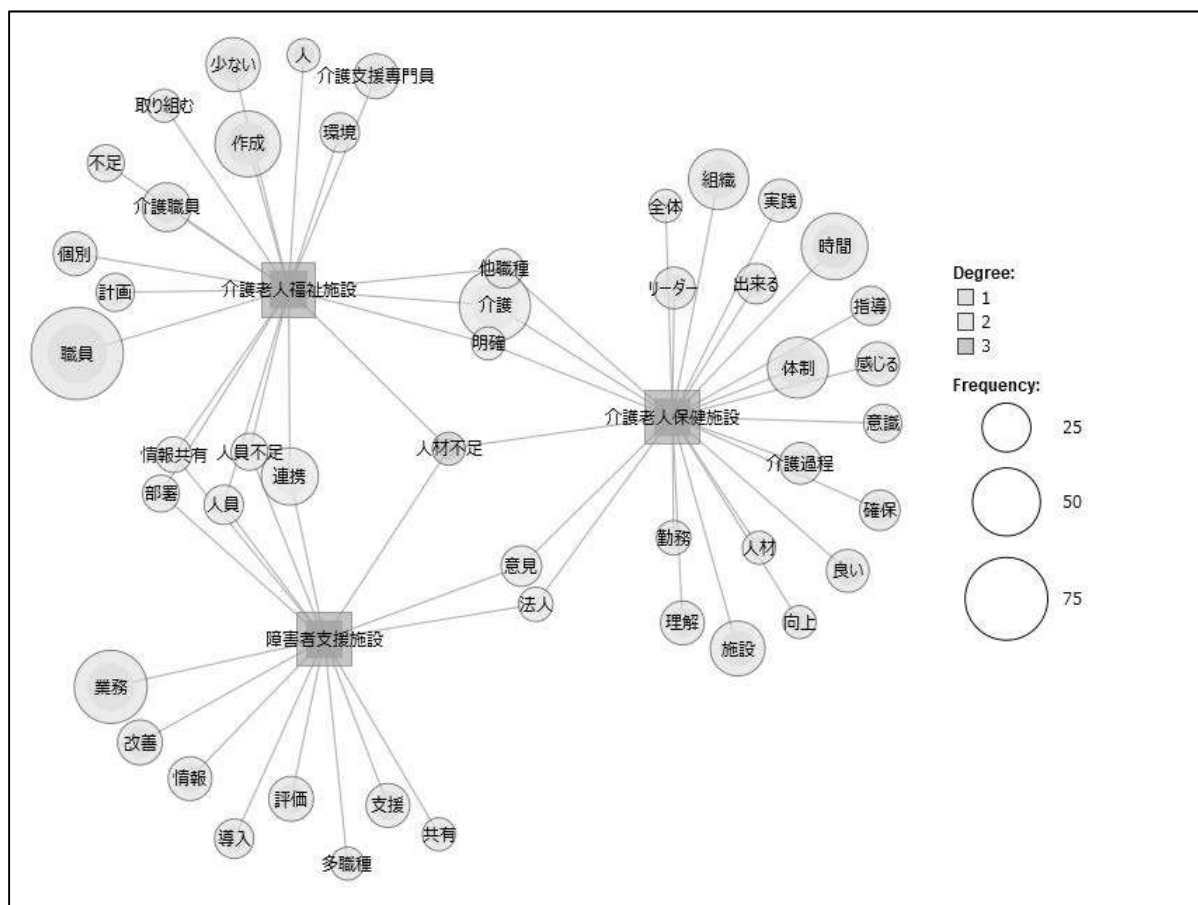 少ない
人
介護支援専門員
取り組む
作成
環境
不足
介護職員
個別
計画
介護老人福祉施設
職員
他職種
介護
明確
全体
組織
実践
時間
リーダー
出来る
指導
体制
感じる
介護老人保健施設
意識
介護過程
確保
勤務
人材
良い
理解
施設
向上
情報共有
人員不足
人材不足
部署
人員
連携
意見
法人
障害者支援施設
業務
改善
情報
評価
支援
導入
多職種
共有
Degree:
1
2
3
Frequency:
25
50
75